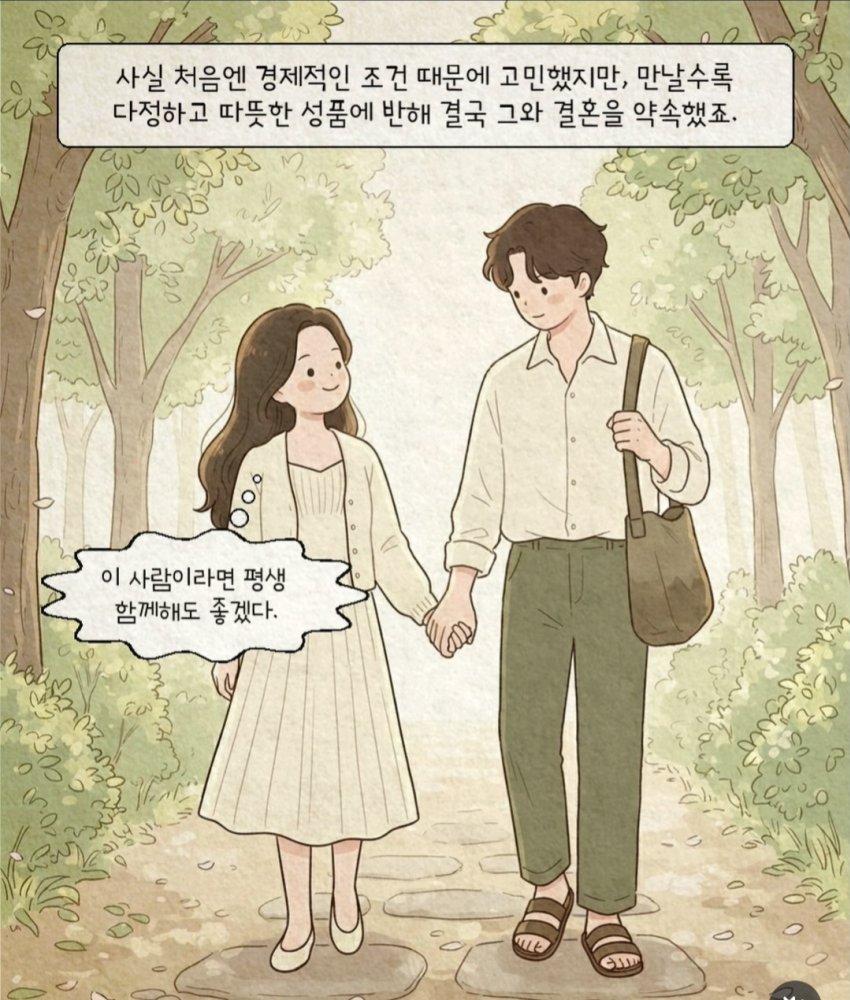 사실 처음엔 경제적인 조건 때문에 고민했지만, 만날수록
다정하고 따뜻한 성품에 반해 결국 그와 결혼을 약속했죠.
이 사람이라면 평생
함께해도 좋겠다.